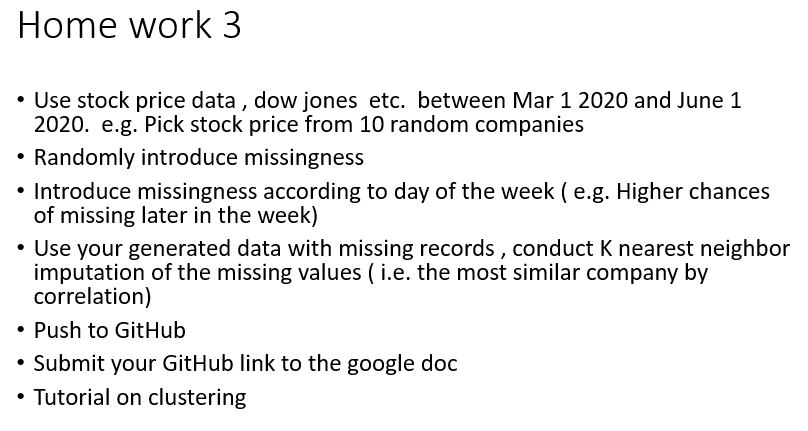 Home work 3
• Use stock price data , dow jones  etc.  between Mar 1 2020 and June 1
2020.  e.g. Pick stock price from 10 random companies
• Randomly introduce missingness
• Introduce missingness according to day of the week ( e.g. Higher chances
of missing later in the week)
• Use your generated data with missing records , conduct K nearest neighbor
imputation of the missing values ( i.e. the most similar company by
correlation)
• Push to GitHub
• Submit your GitHub link to the google doc
• Tutorial on clustering